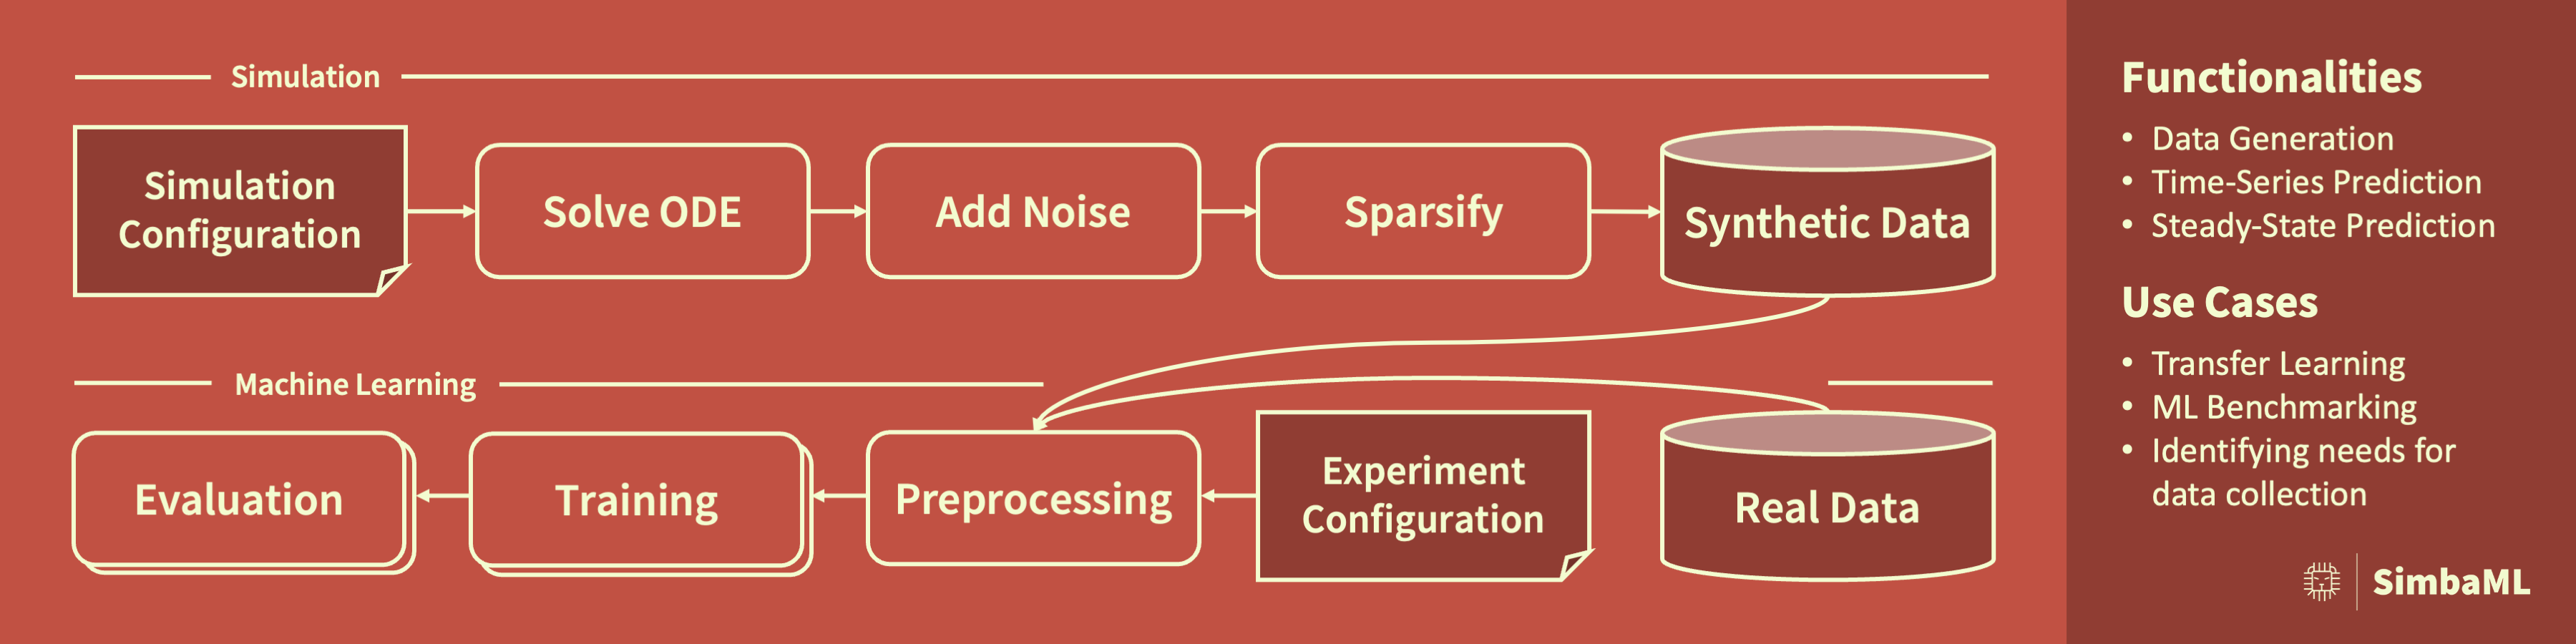 Simulation
Simulation
Configuration
Solve ODE
Add Noise
Sparsify
Synthetic Data
Machine Learning
Evaluation
Training
Preprocessing
Experiment
Configuration
Real Data
Functionalities
• Data Generation
• Time-Series Prediction
• Steady-State Prediction
Use Cases
• Transfer Learning
• ML Benchmarking
• Identifying needs for
data collection
SimbaML